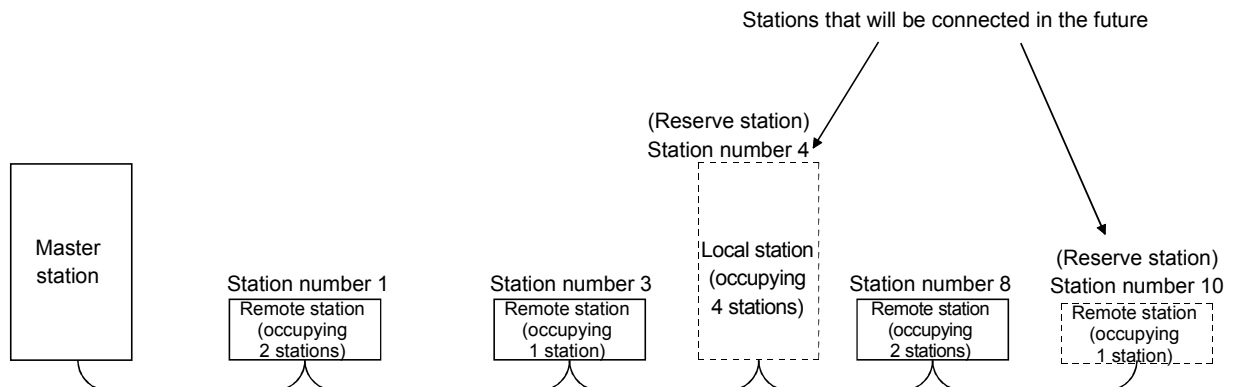 Stations that will be connected in the future
(Reserve station)
Station number 4
Master
station
Station number 1
Remote station
(occupying
2 stations)
Station number 3
Remote station
(occupying
1 station)
Local station
(occupying
4 stations)
Station number 8
Remote station
(occupying
2 stations)
(Reserve station)
Station number 10
Remote station
(occupying
1 station)